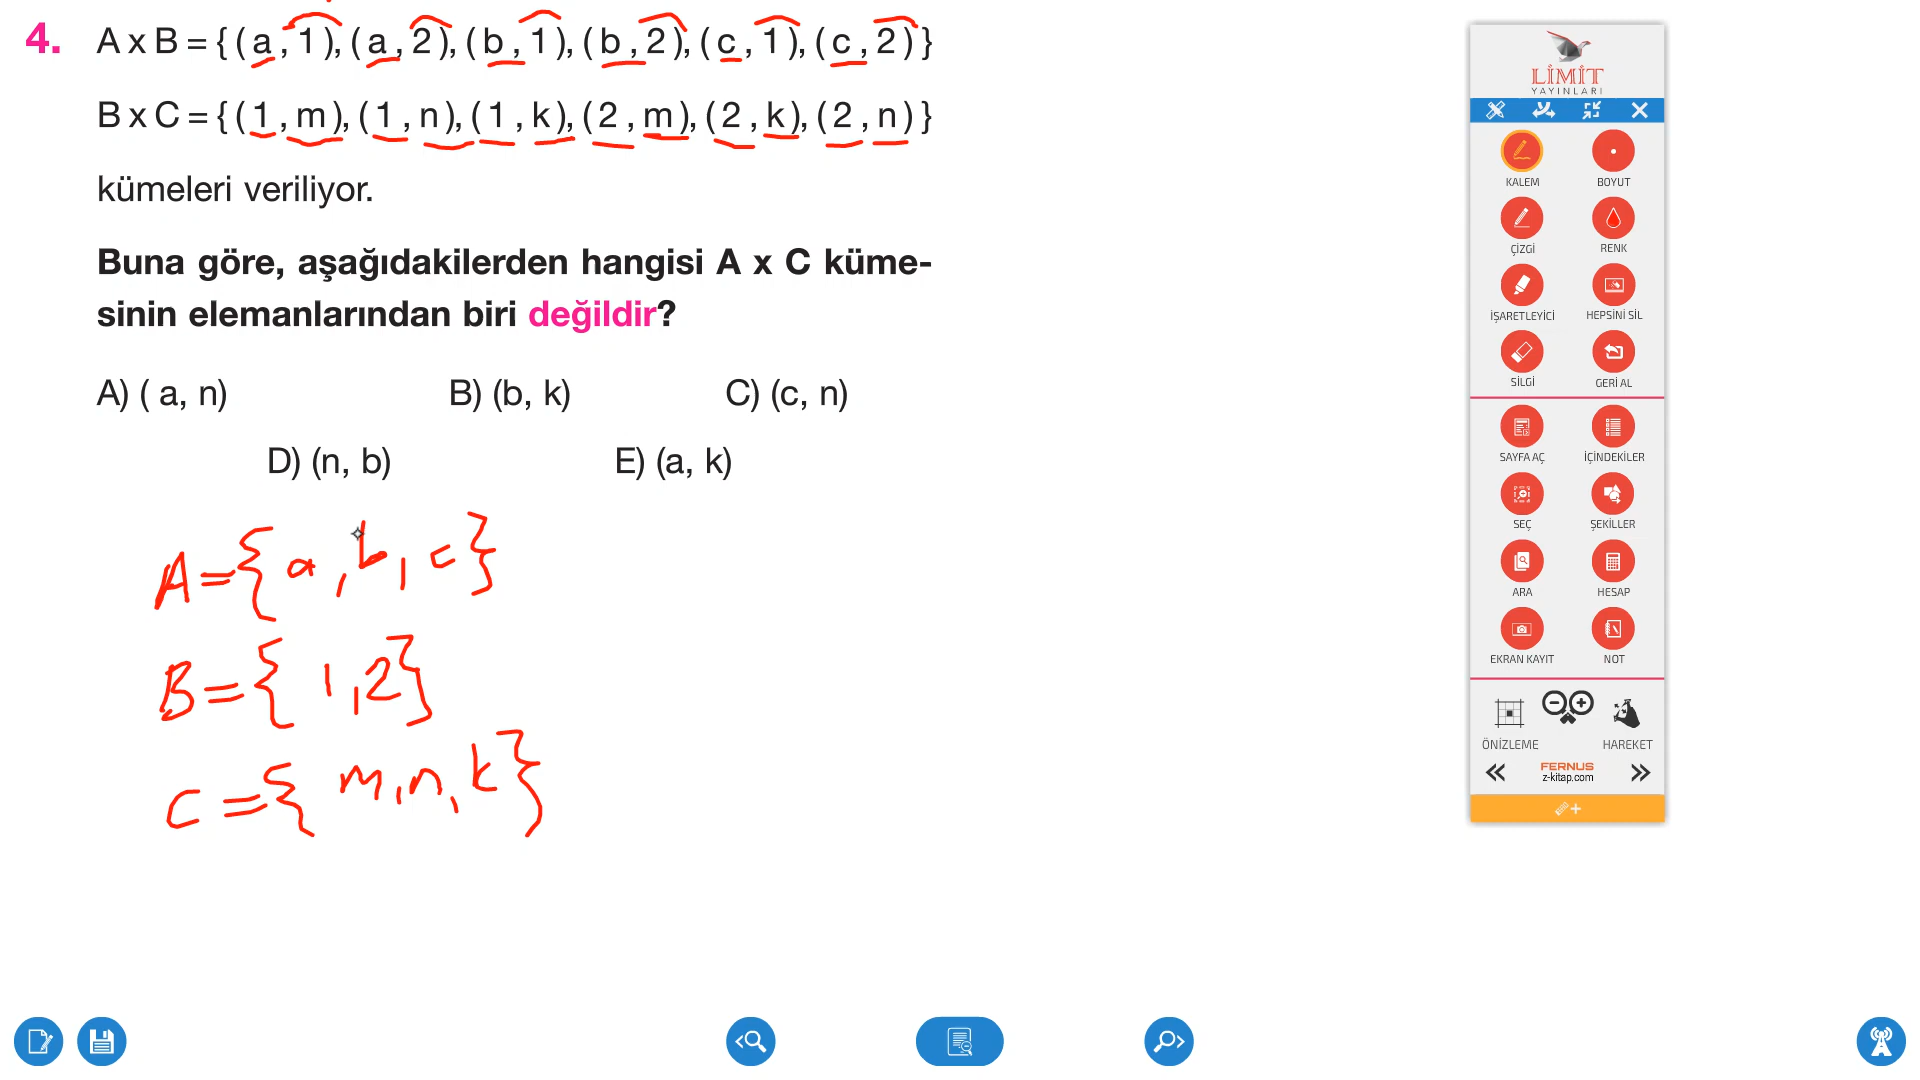 4. A x B = { ( a , 1 ), ( a , 2 ), ( b , 1 ), ( b , 2 ), ( c , 1 ), ( c , 2 ) }
B x C = { ( 1 , m ), ( 1 , n ), ( 1 , k ), ( 2 , m ), ( 2 , k ), ( 2 , n ) }
kümeleri veriliyor.
Buna göre, aşağıdakilerden hangisi A x C küme-
sinin elemanlarından biri değildir?
A) ( a, n) B) (b, k) C) (c, n)
D) (n, b) E) (a, k)
A = { a , b , c }
B = { 1 , 2 }
C = { m , n , k }
LİMİT
YAYINLARI
KALEM BOYUT
ÇİZGİ RENK
İŞARETLEYİCİ HEPSİNİ SİL
SİLGİ GERİ AL
SAYFA AÇ İÇİNDEKİLER
SEÇ ŞEKİLLER
ARA HESAP
EKRAN KAYIT NOT
ÖNİZLEME HAREKET
FERNUS
z-kitap.com